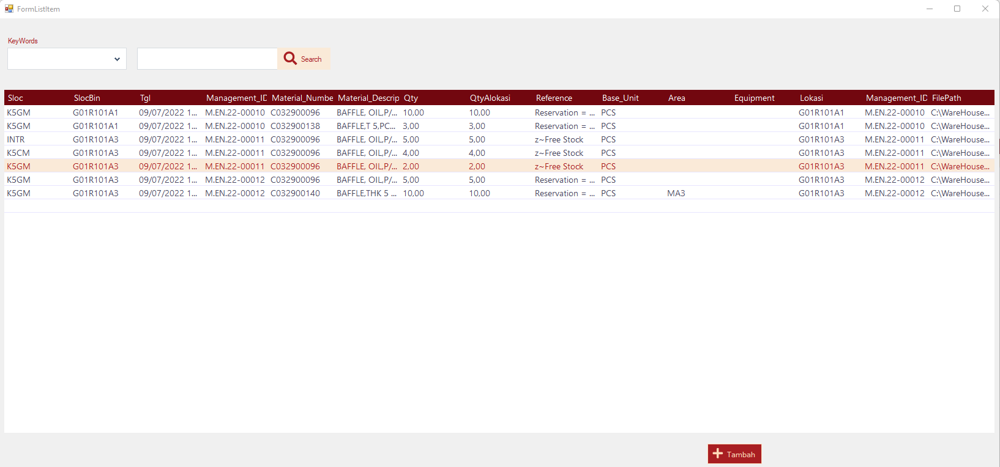 FormListItem
KeyWords
Search
Sloc SlocBin Tgl Management_ID Material_Numbe Material_Descrip Qty QtyAlokasi Reference Base_Unit Area Equipment Lokasi Management_ID FilePath
K5GM G01R101A1 09/07/2022 1... M.EN.22-00010 C032900096 BAFFLE, OIL,P/... 10,00 10,00 Reservation = ... PCS G01R101A1 M.EN.22-00010 C:\WareHouse...
K5GM G01R101A1 09/07/2022 1... M.EN.22-00010 C032900138 BAFFLE,T 5,PC... 3,00 3,00 Reservation = ... PCS G01R101A1 M.EN.22-00010 C:\WareHouse...
INTR G01R101A3 09/07/2022 1... M.EN.22-00011 C032900096 BAFFLE, OIL,P/... 5,00 5,00 z~Free Stock PCS G01R101A3 M.EN.22-00011 C:\WareHouse...
K5CM G01R101A3 09/07/2022 1... M.EN.22-00011 C032900096 BAFFLE, OIL,P/... 4,00 4,00 z~Free Stock PCS G01R101A3 M.EN.22-00011 C:\WareHouse...
K5GM G01R101A3 09/07/2022 1... M.EN.22-00011 C032900096 BAFFLE, OIL,P/... 2,00 2,00 z~Free Stock PCS G01R101A3 M.EN.22-00011 C:\WareHouse...
K5GM G01R101A3 09/07/2022 1... M.EN.22-00012 C032900096 BAFFLE, OIL,P/... 5,00 5,00 Reservation = ... PCS G01R101A3 M.EN.22-00012 C:\WareHouse...
K5GM G01R101A3 09/07/2022 1... M.EN.22-00012 C032900140 BAFFLE,THK 5 ... 10,00 10,00 Reservation = ... PCS MA3 G01R101A3 M.EN.22-00012 C:\WareHouse...
Tambah